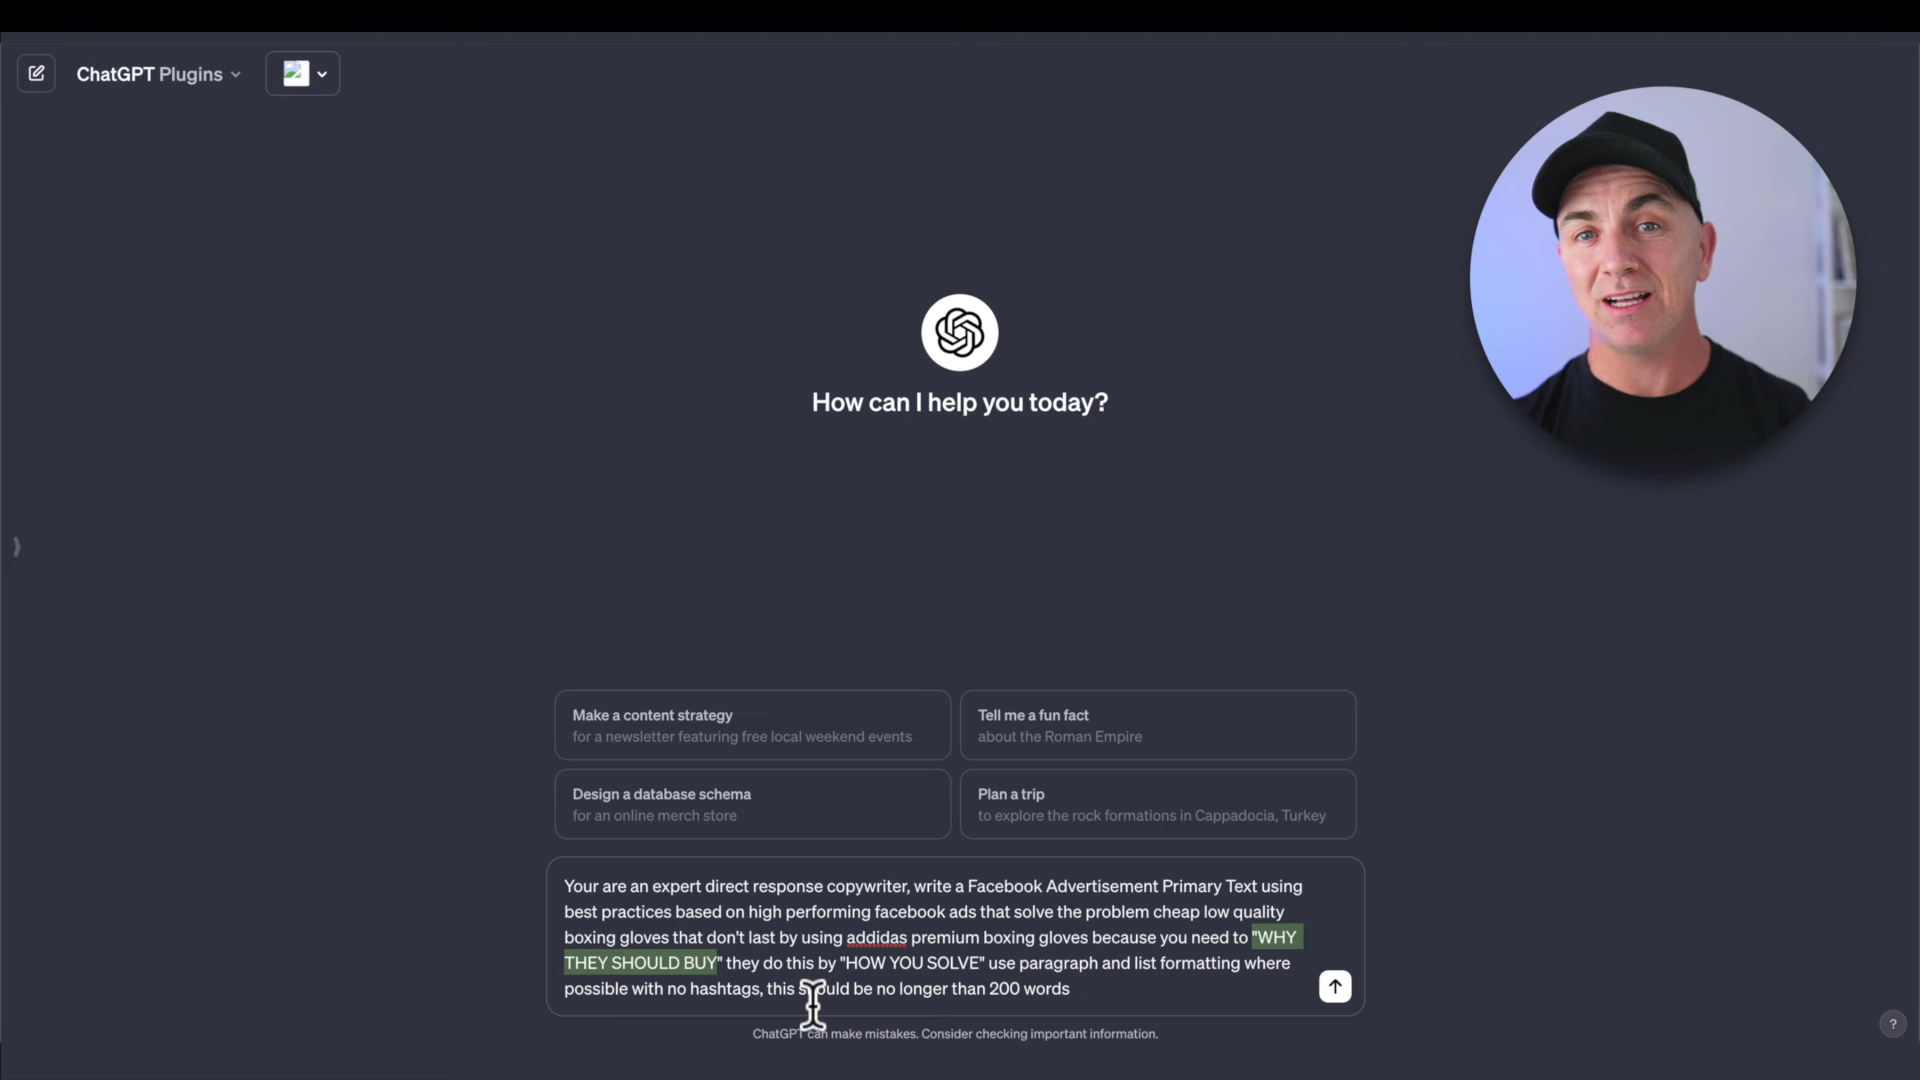 ChatGPT Plugins
How can I help you today?
Make a content strategy
for a newsletter featuring free local weekend events
Tell me a fun fact
about the Roman Empire
Design a database schema
for an online merch store
Plan a trip
to explore the rock formations in Cappadocia, Turkey
Your are an expert direct response copywriter, write a Facebook Advertisement Primary Text using
best practices based on high performing facebook ads that solve the problem cheap low quality
boxing gloves that don't last by using addidas premium boxing gloves because you need to "WHY
THEY SHOULD BUY" they do this by "HOW YOU SOLVE" use paragraph and list formatting where
possible with no hashtags, this should be no longer than 200 words
ChatGPT can make mistakes. Consider checking important information.
?